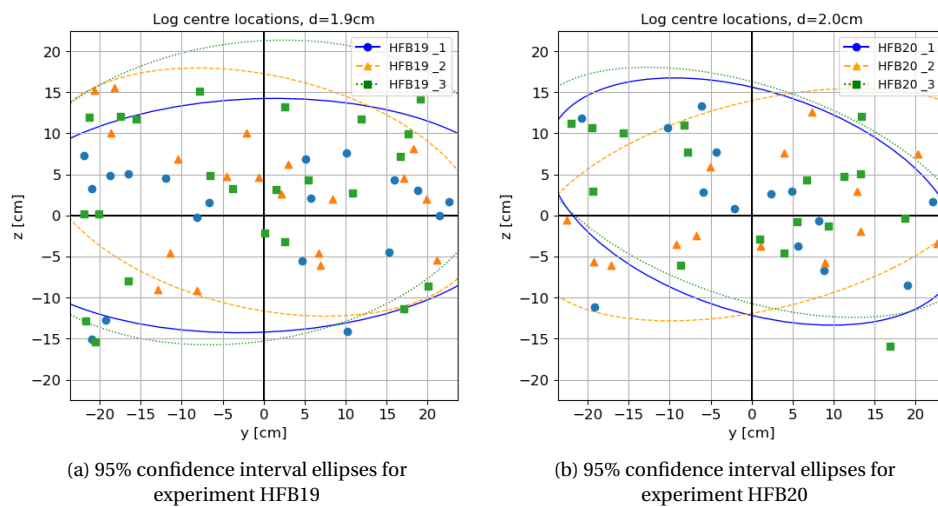 Log centre locations, d=1.9cm
HFB19 _1
HFB19 _2
HFB19 _3
20
15
10
5
0
−5
−10
−15
−20
z [cm]
−20 −15 −10 −5 0 5 10 15 20
y [cm]
(a) 95% confidence interval ellipses for
experiment HFB19
Log centre locations, d=2.0cm
HFB20 _1
HFB20 _2
HFB20 _3
20
15
10
5
0
−5
−10
−15
−20
z [cm]
−20 −15 −10 −5 0 5 10 15 20
y [cm]
(b) 95% confidence interval ellipses for
experiment HFB20